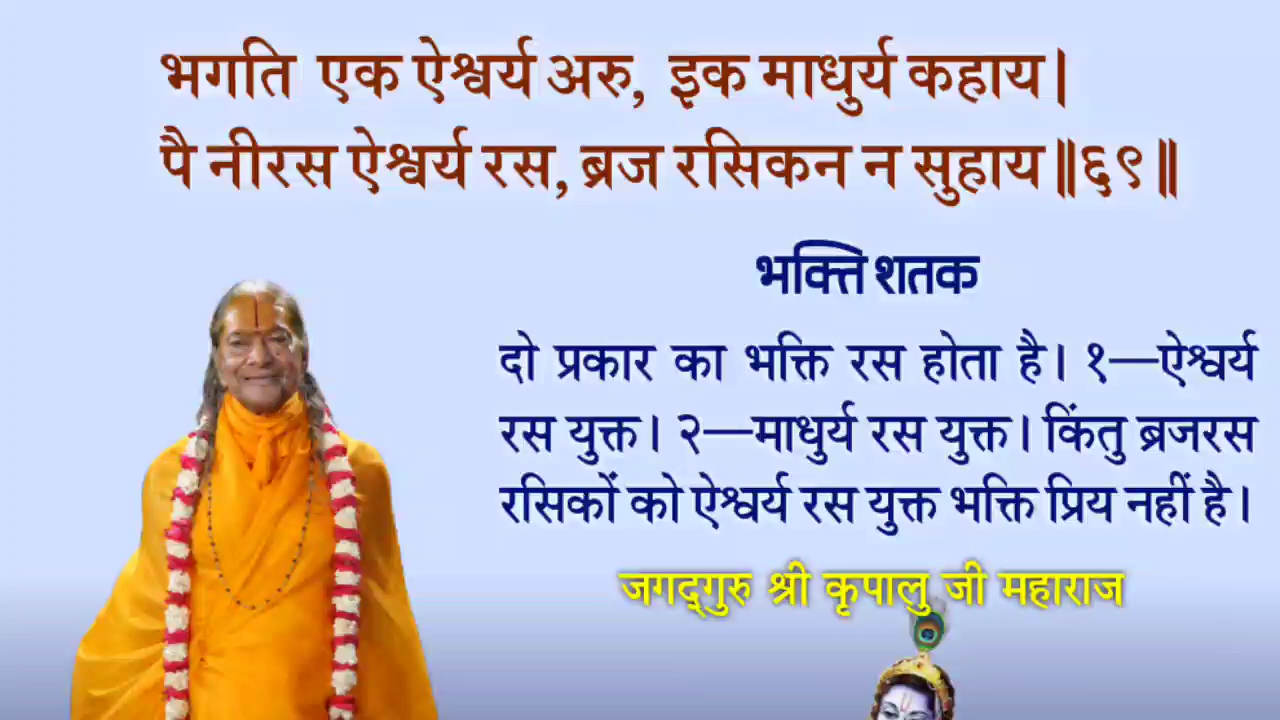 भगति एक ऐश्वर्य अरु, इक माधुर्य कहाय।
पै नीरस ऐश्वर्य रस, ब्रज रसिकन न सुहाय॥६९॥
भक्ति शतक
दो प्रकार का भक्ति रस होता है। १—ऐश्वर्य
रस युक्त। २—माधुर्य रस युक्त। किंतु ब्रजरस
रसिकों को ऐश्वर्य रस युक्त भक्ति प्रिय नहीं है।
जगद्गुरु श्री कृपालु जी महाराज